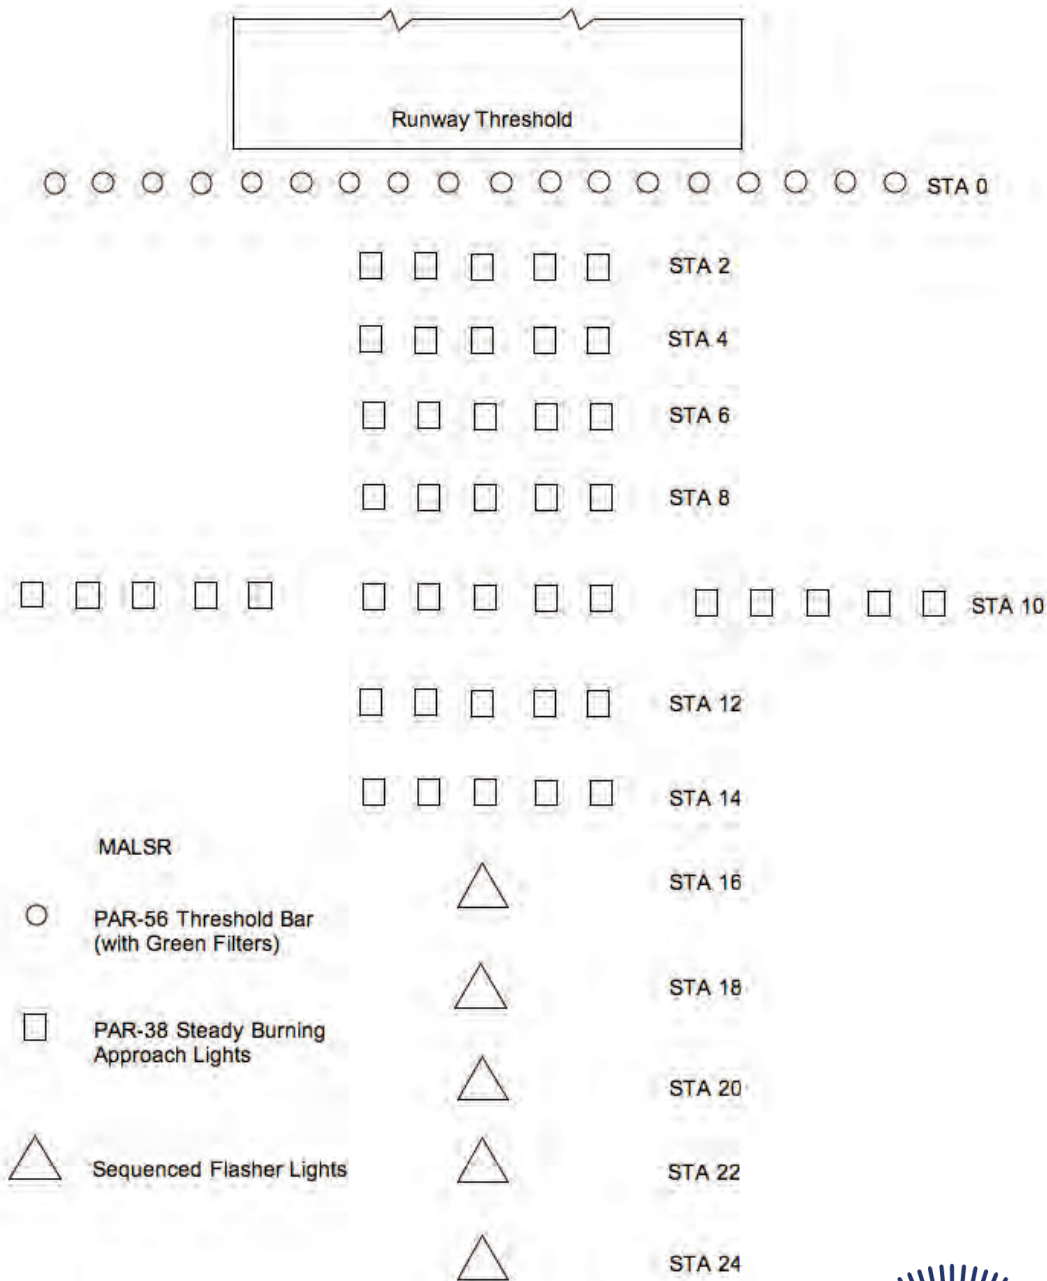 Runway Threshold
STA 0
STA 2
STA 4
STA 6
STA 8
STA 10
STA 12
STA 14
MALSR
STA 16
PAR-56 Threshold Bar
(with Green Filters)
STA 18
PAR-38 Steady Burning
Approach Lights
STA 20
Sequenced Flasher Lights
STA 22
STA 24